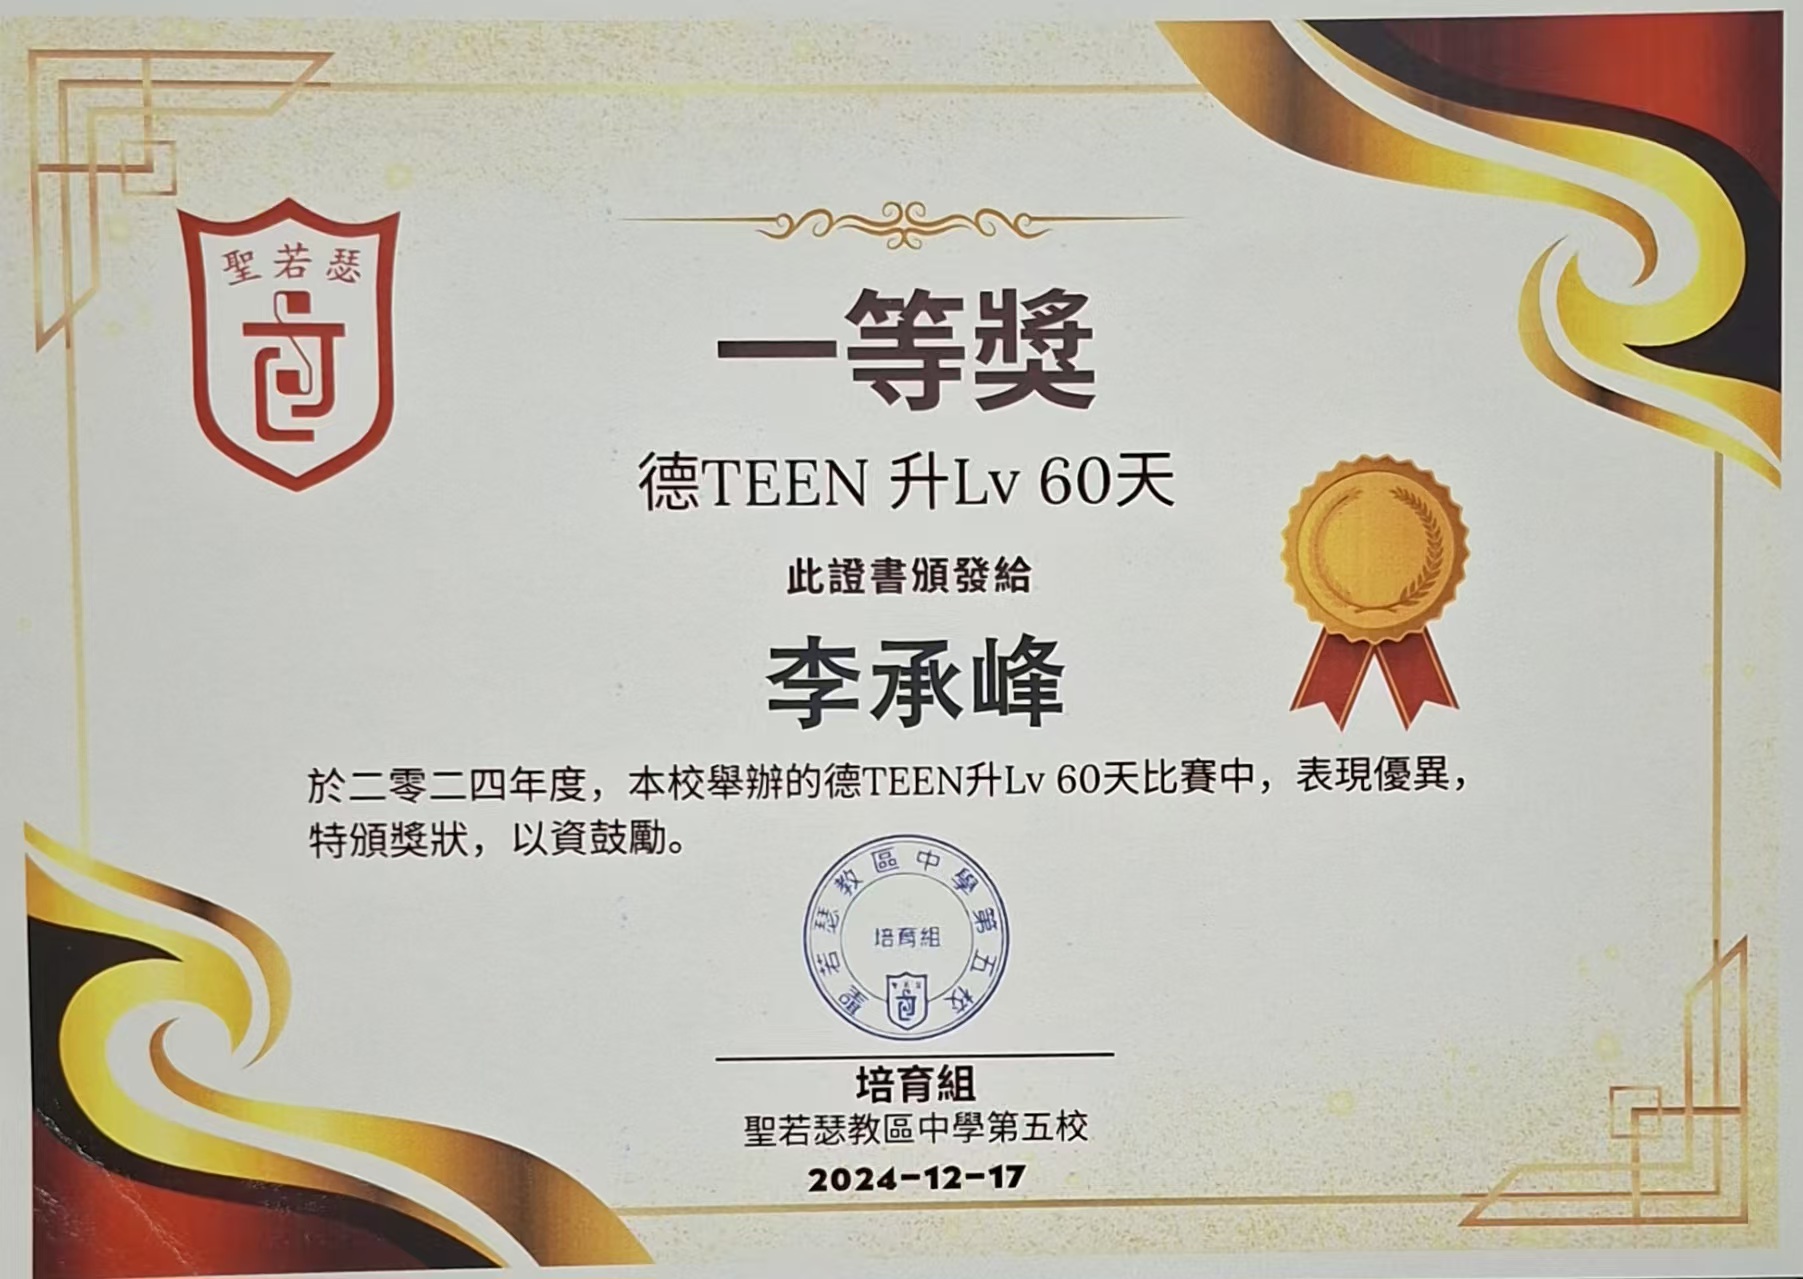 聖若瑟
一等獎
德TEEN 升Lv 60天
此證書頒發給
李承峰
於二零二四年度，本校舉辦的德TEEN升Lv 60天比賽中，表現優異，
特頒獎狀，以資鼓勵。
聖若瑟教區中學第五校
培育組
培育組
聖若瑟教區中學第五校
2024-12-17